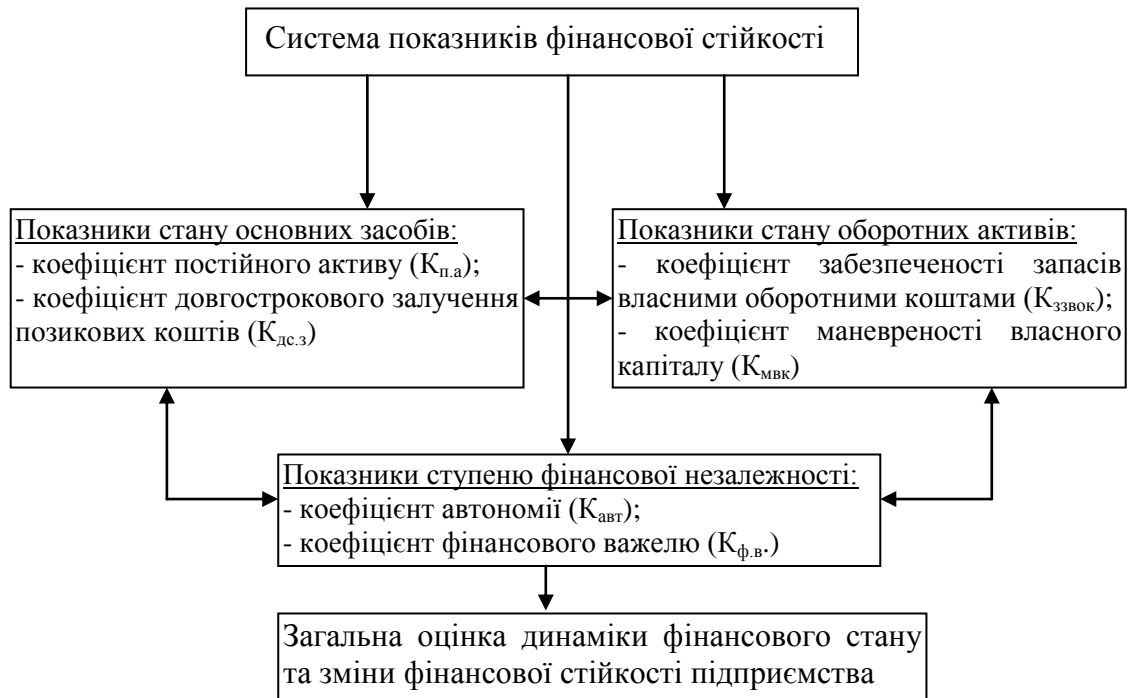 Система показників фінансової стійкості
Показники стану основних засобів:
- коефіцієнт постійного активу (Кп.а);
- коефіцієнт довгострокового залучення
позикових коштів (Кдс.з)
Показники стану оборотних активів:
- коефіцієнт забезпеченості запасів
власними оборотними коштами (Кззвок);
- коефіцієнт маневреності власного
капіталу (Кмвк)
Показники ступеню фінансової незалежності:
- коефіцієнт автономії (Кавт);
- коефіцієнт фінансового важелю (Кф.в.)
Загальна оцінка динаміки фінансового стану
та зміни фінансової стійкості підприємства